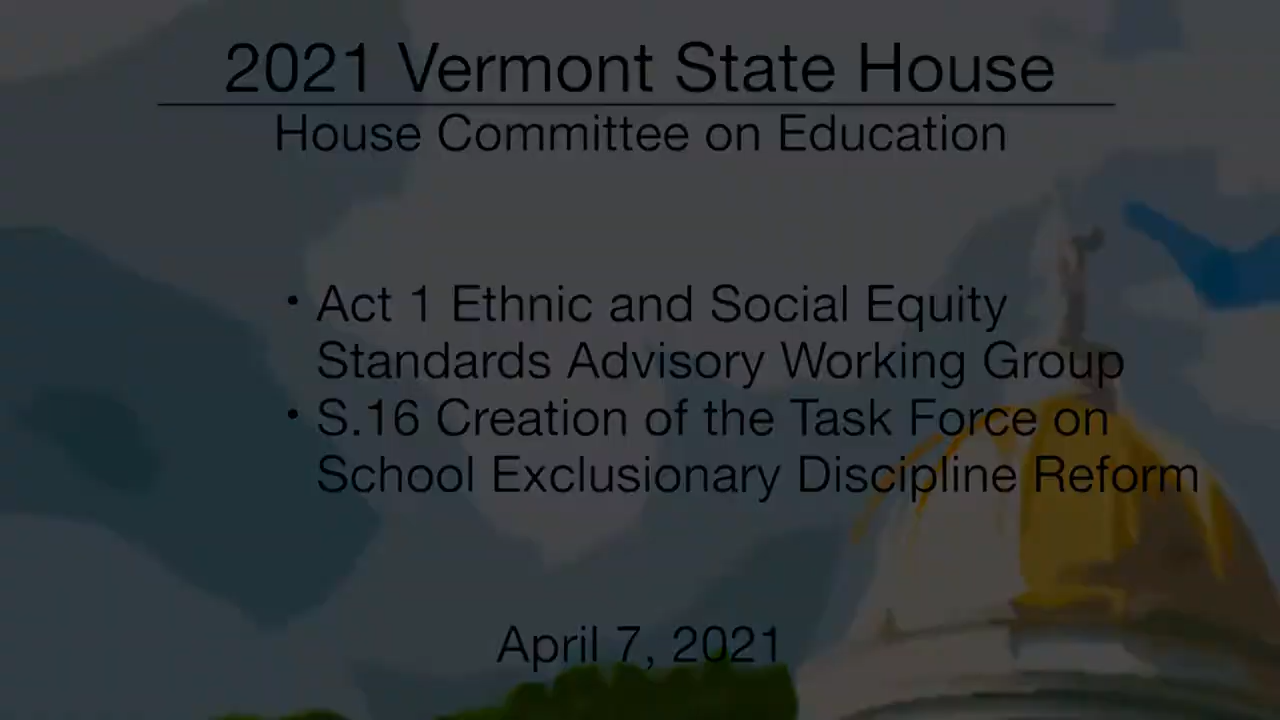 2021 Vermont State House
House Committee on Education
• Act 1 Ethnic and Social Equity
Standards Advisory Working Group
• S.16 Creation of the Task Force on
School Exclusionary Discipline Reform
April 7, 2021